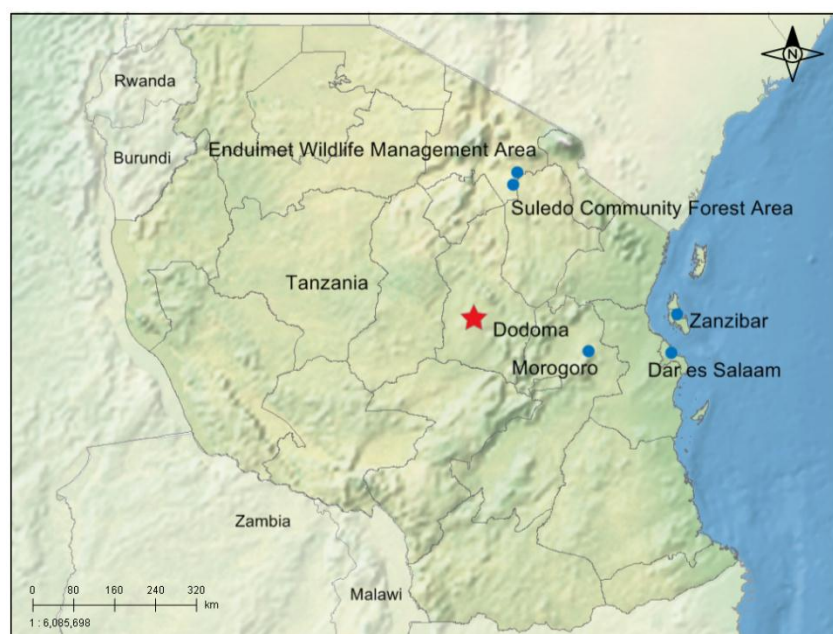 N
Rwanda
Burundi
Enduimet Wildlife Management Area
Suledo Community Forest Area
Tanzania
Zanzibar
Dodoma
Morogoro
Dar es Salaam
Zambia
Malawi
0 80 160 240 320
km
1 : 6,085,698